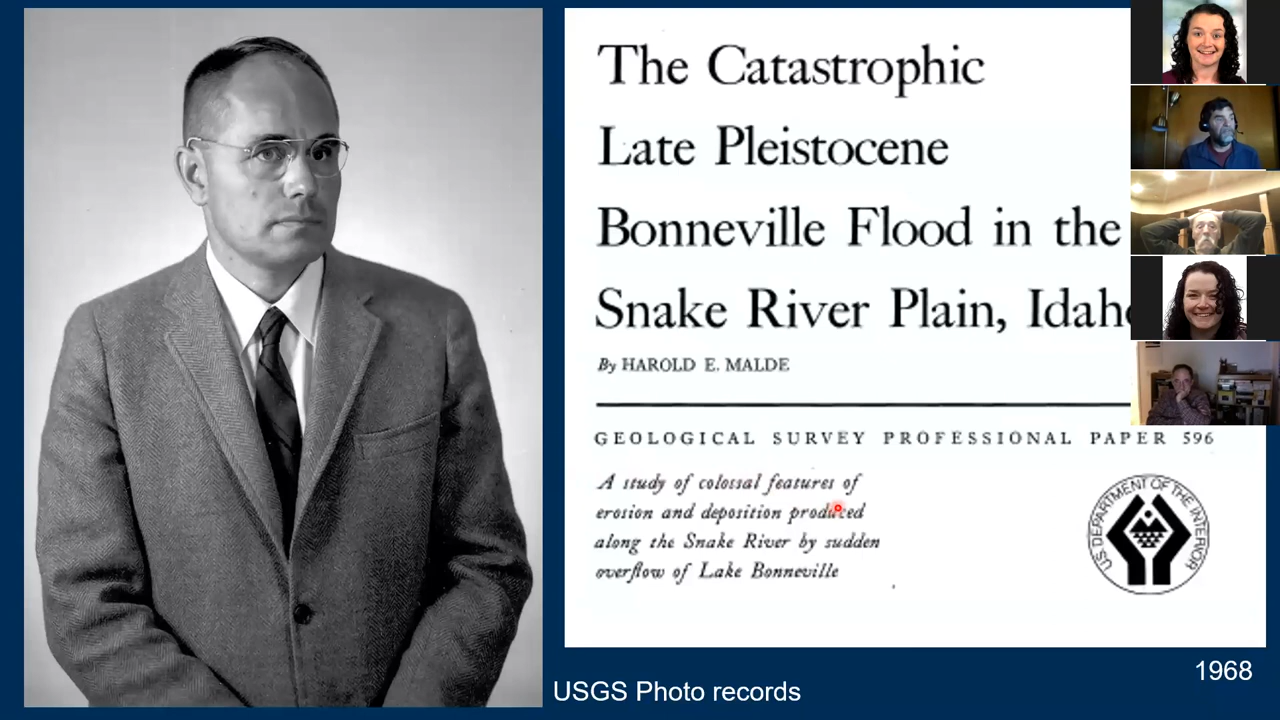 The Catastrophic
Late Pleistocene
Bonneville Flood in the
Snake River Plain, Idaho
By HAROLD E. MALDE
GEOLOGICAL SURVEY PROFESSIONAL PAPER 596
A study of colossal features of
erosion and deposition produced
along the Snake River by sudden
overflow of Lake Bonneville
U.S. DEPARTMENT OF THE INTERIOR
1968
USGS Photo records